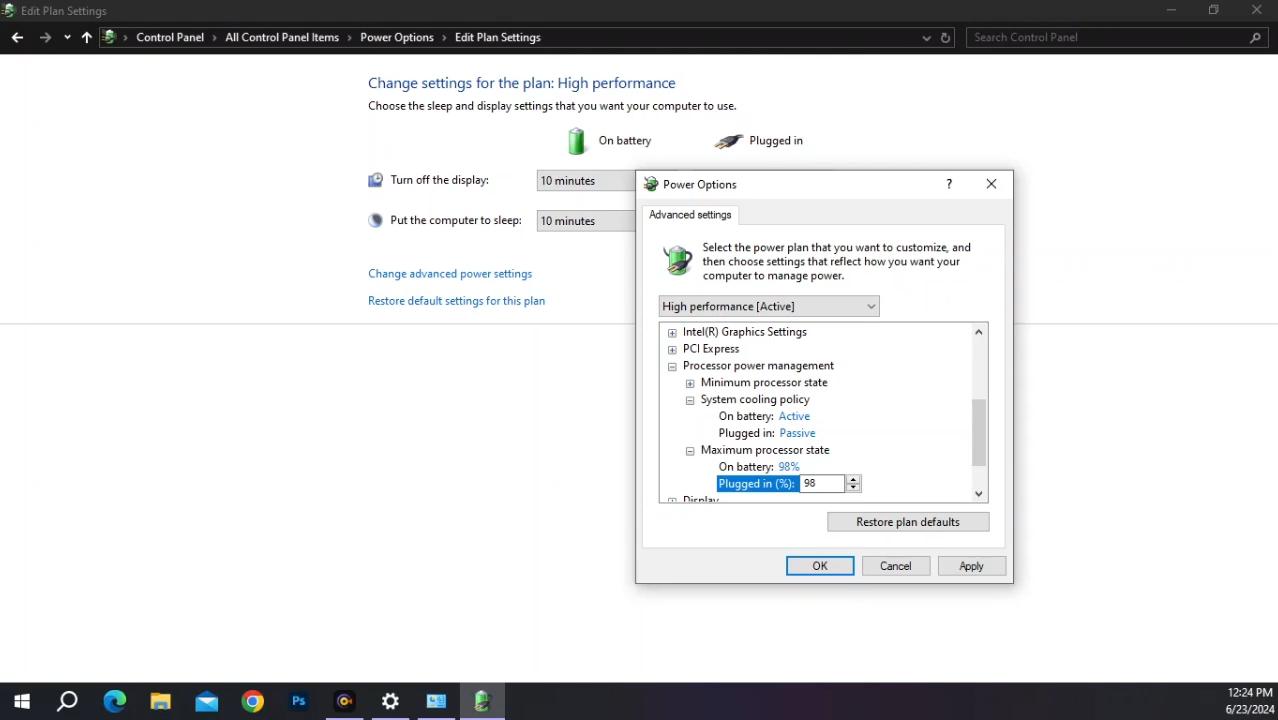 Edit Plan Settings
Control Panel > All Control Panel Items > Power Options > Edit Plan Settings
Search Control Panel
Change settings for the plan: High performance
Choose the sleep and display settings that you want your computer to use.
On battery
Plugged in
Turn off the display:
10 minutes
Put the computer to sleep:
10 minutes
Change advanced power settings
Restore default settings for this plan
Power Options
?
Advanced settings
Select the power plan that you want to customize, and
then choose settings that reflect how you want your
computer to manage power.
High performance [Active]
Intel(R) Graphics Settings
PCI Express
Processor power management
Minimum processor state
System cooling policy
On battery: Active
Plugged in: Passive
Maximum processor state
On battery: 98%
Plugged in (%): 98
Display
Restore plan defaults
OK
Cancel
Apply
Ps
12:24 PM
6/23/2024